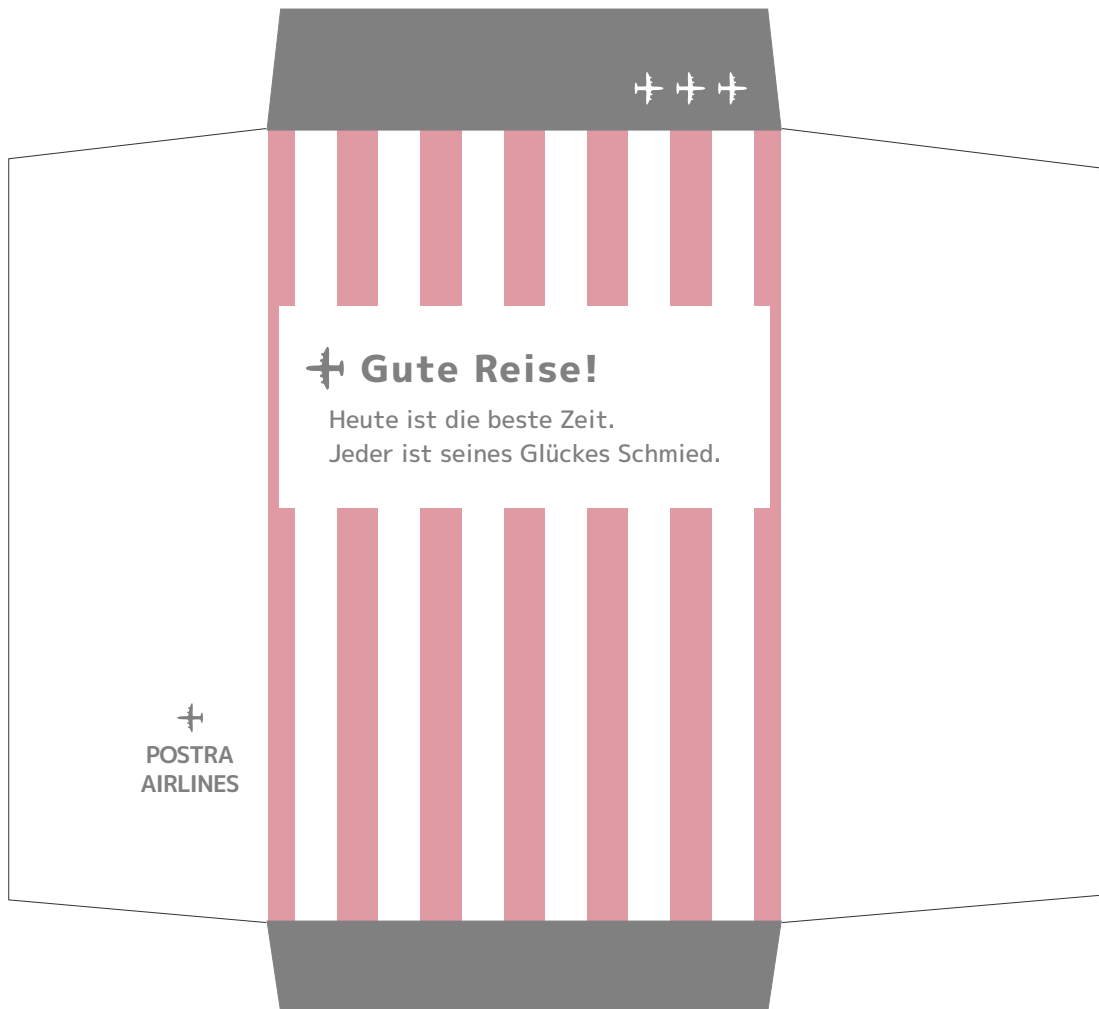 Gute Reise!
Heute ist die beste Zeit.
Jeder ist seines Glückes Schmied.
POSTRA
AIRLINES